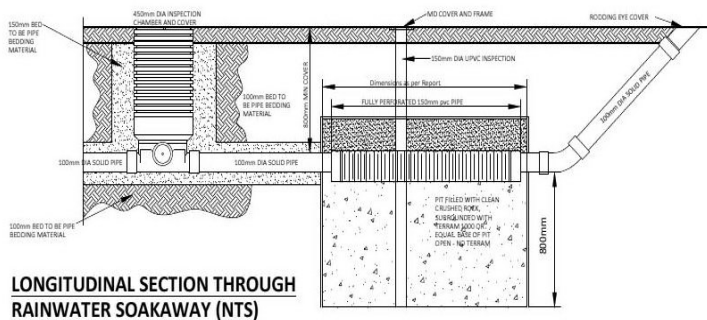 450mm DIA INSPECTION
CHAMBER AND COVER
MD COVER AND FRAME
RODDING EYE COVER
150mm BED
TO BE PIPE
BEDDING
MATERIAL
150mm DIA UPVC INSPECTION
800mm MIN COVER
Dimensions as per Report
100mm BED TO
BE PIPE BEDDING
MATERIAL
FULLY PERFORATED 150mm pvc PIPE
100mm DIA SOLID PIPE
100mm DIA SOLID PIPE
100mm DIA SOLID PIPE
PIT FILLED WITH CLEAN
CRUSHED ROCK,
SURROUNDED WITH
TERRAM 1000 OR
EQUAL BASE OF PIT
OPEN - NO TERRAM
800mm
100mm BED TO BE PIPE
BEDDING MATERIAL
LONGITUDINAL SECTION THROUGH
RAINWATER SOAKAWAY (NTS)